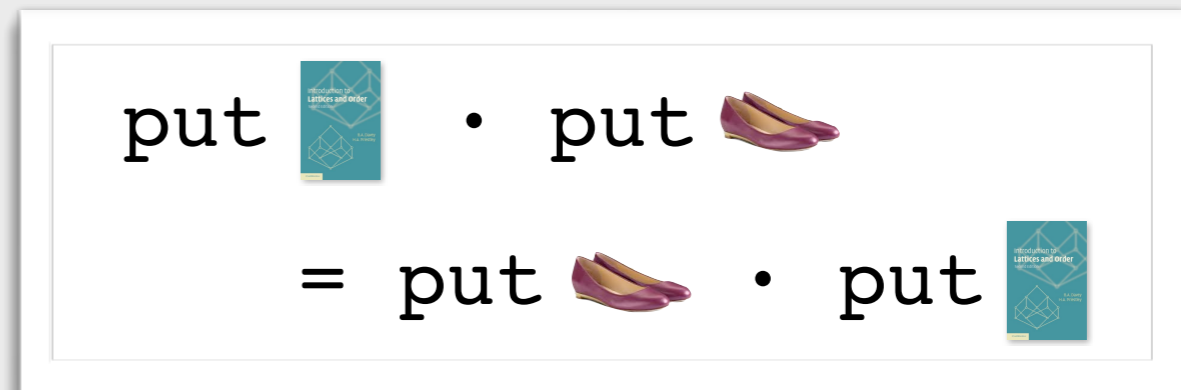 put Introduction to Lattices and Order · put
= put · put Introduction to Lattices and Order